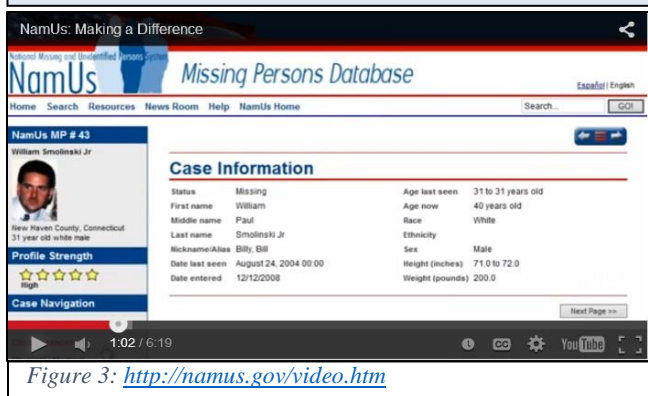 NamUs: Making a Difference
National Missing and Unidentified Persons System
NamUs
Missing Persons Database
Español | English
Home Search Resources News Room Help NamUs Home
Search... GO!
NamUs MP # 43
William Smolinski Jr
New Haven County, Connecticut
31 year old white male
Profile Strength
High
Case Navigation
Case Information
Status Missing
First name William
Middle name Paul
Last name Smolinski Jr
Nickname/Alias Billy, Bill
Date last seen August 24, 2004 00:00
Date entered 12/12/2008
Age last seen 31 to 31 years old
Age now 40 years old
Race White
Ethnicity
Sex Male
Height (inches) 71.0 to 72.0
Weight (pounds) 200.0
Next Page >>
1:02 / 6:19
CC
YouTube
Figure 3: http://namus.gov/video.htm